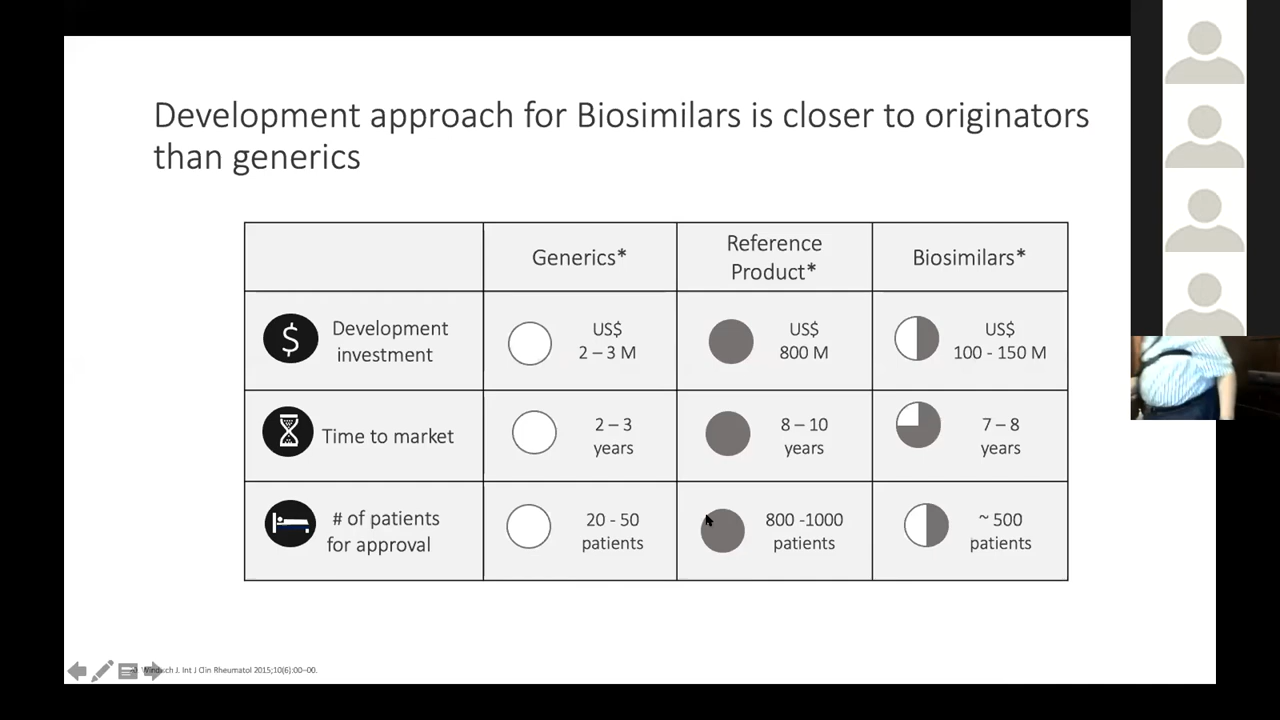 Development approach for Biosimilars is closer to originators
than generics
Generics*
Reference
Product*
Biosimilars*
$
Development
investment
US$
2 – 3 M
US$
800 M
US$
100 - 150 M
Time to market
2 – 3
years
8 – 10
years
7 – 8
years
# of patients
for approval
20 - 50
patients
800 -1000
patients
~ 500
patients
J. Int J Clin Rheumatol 2015;10(6):00–00.